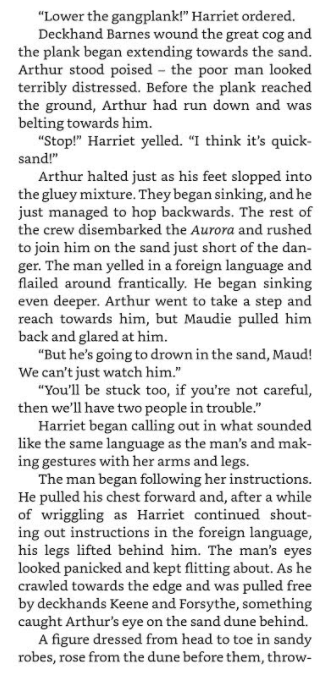 “Lower the gangplank!” Harriet ordered.
Deckhand Barnes wound the great cog and
the plank began extending towards the sand.
Arthur stood poised – the poor man looked
terribly distressed. Before the plank reached
the ground, Arthur had run down and was
belting towards him.
“Stop!” Harriet yelled. “I think it’s quick-
sand!”
Arthur halted just as his feet slopped into
the gluey mixture. They began sinking, and he
just managed to hop backwards. The rest of
the crew disembarked the Aurora and rushed
to join him on the sand just short of the dan-
ger. The man yelled in a foreign language and
flailed around frantically. He began sinking
even deeper. Arthur went to take a step and
reach towards him, but Maudie pulled him
back and glared at him.
“But he’s going to drown in the sand, Maud!
We can’t just watch him.”
“You’ll be stuck too, if you’re not careful,
then we’ll have two people in trouble.”
Harriet began calling out in what sounded
like the same language as the man’s and mak-
ing gestures with her arms and legs.
The man began following her instructions.
He pulled his chest forward and, after a while
of wriggling as Harriet continued shout-
ing out instructions in the foreign language,
his legs lifted behind him. The man’s eyes
looked panicked and kept flitting about. As he
crawled towards the edge and was pulled free
by deckhands Keene and Forsythe, something
caught Arthur’s eye on the sand dune behind.
A figure dressed from head to toe in sandy
robes, rose from the dune before them, throw-